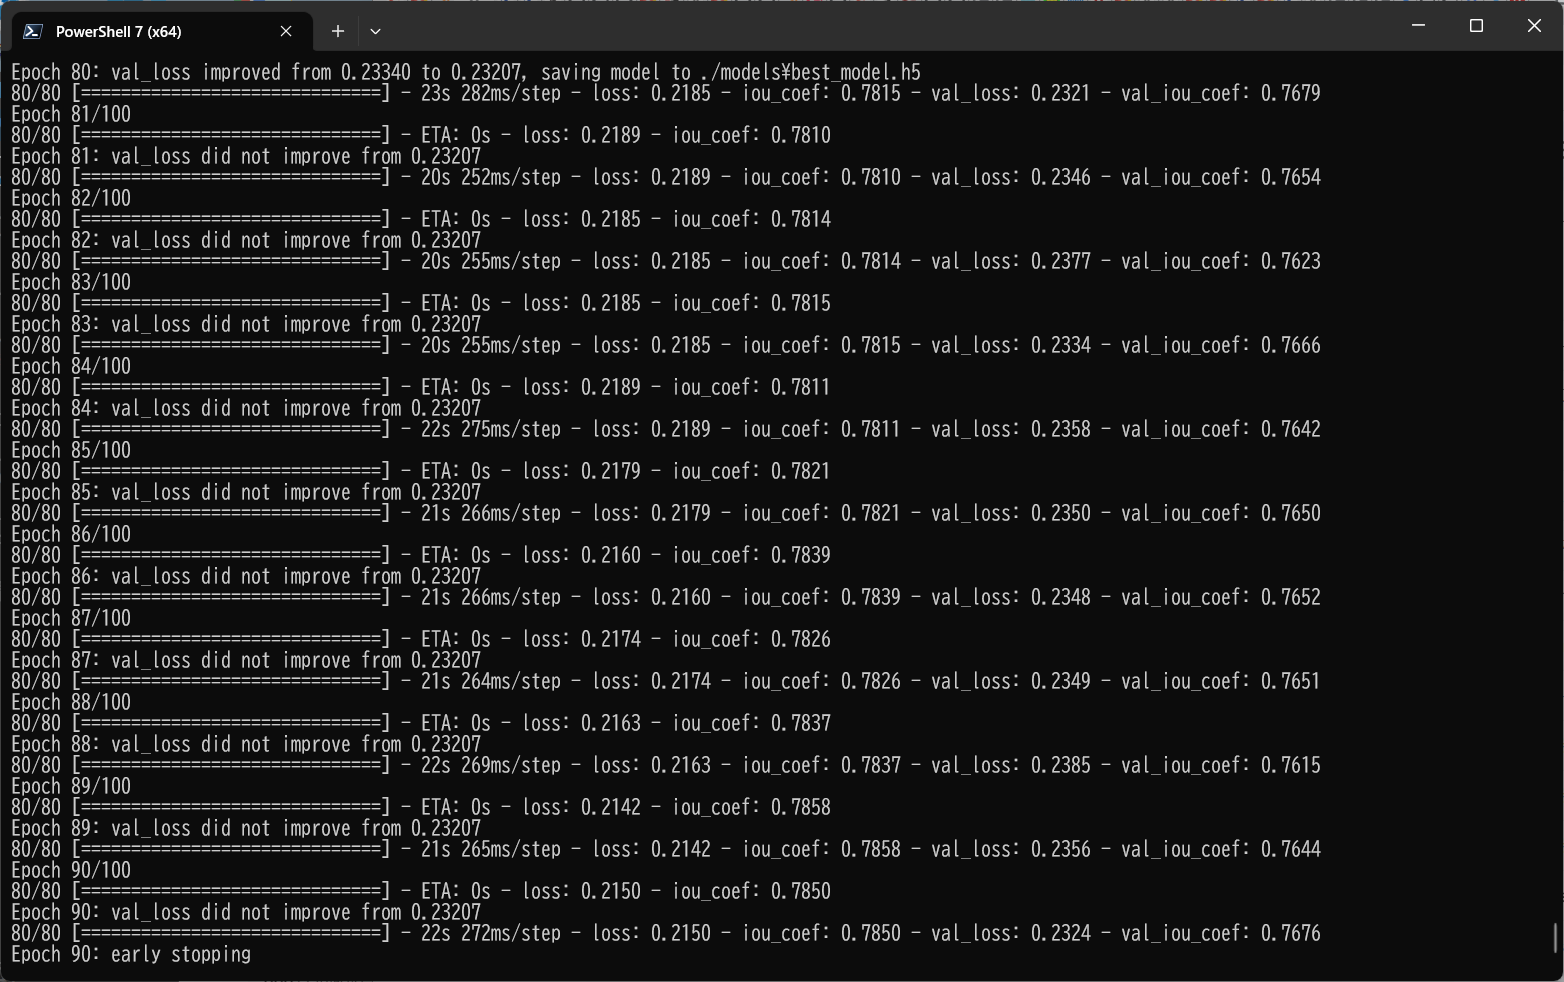 PowerShell 7 (x64)
Epoch 80: val_loss improved from 0.23340 to 0.23207, saving model to ./models¥best_model.h5
80/80 [==============================] - 23s 282ms/step - loss: 0.2185 - iou_coef: 0.7815 - val_loss: 0.2321 - val_iou_coef: 0.7679
Epoch 81/100
80/80 [==============================] - ETA: 0s - loss: 0.2189 - iou_coef: 0.7810
Epoch 81: val_loss did not improve from 0.23207
80/80 [==============================] - 20s 252ms/step - loss: 0.2189 - iou_coef: 0.7810 - val_loss: 0.2346 - val_iou_coef: 0.7654
Epoch 82/100
80/80 [==============================] - ETA: 0s - loss: 0.2185 - iou_coef: 0.7814
Epoch 82: val_loss did not improve from 0.23207
80/80 [==============================] - 20s 255ms/step - loss: 0.2185 - iou_coef: 0.7814 - val_loss: 0.2377 - val_iou_coef: 0.7623
Epoch 83/100
80/80 [==============================] - ETA: 0s - loss: 0.2185 - iou_coef: 0.7815
Epoch 83: val_loss did not improve from 0.23207
80/80 [==============================] - 20s 255ms/step - loss: 0.2185 - iou_coef: 0.7815 - val_loss: 0.2334 - val_iou_coef: 0.7666
Epoch 84/100
80/80 [==============================] - ETA: 0s - loss: 0.2189 - iou_coef: 0.7811
Epoch 84: val_loss did not improve from 0.23207
80/80 [==============================] - 22s 275ms/step - loss: 0.2189 - iou_coef: 0.7811 - val_loss: 0.2358 - val_iou_coef: 0.7642
Epoch 85/100
80/80 [==============================] - ETA: 0s - loss: 0.2179 - iou_coef: 0.7821
Epoch 85: val_loss did not improve from 0.23207
80/80 [==============================] - 21s 266ms/step - loss: 0.2179 - iou_coef: 0.7821 - val_loss: 0.2350 - val_iou_coef: 0.7650
Epoch 86/100
80/80 [==============================] - ETA: 0s - loss: 0.2160 - iou_coef: 0.7839
Epoch 86: val_loss did not improve from 0.23207
80/80 [==============================] - 21s 266ms/step - loss: 0.2160 - iou_coef: 0.7839 - val_loss: 0.2348 - val_iou_coef: 0.7652
Epoch 87/100
80/80 [==============================] - ETA: 0s - loss: 0.2174 - iou_coef: 0.7826
Epoch 87: val_loss did not improve from 0.23207
80/80 [==============================] - 21s 264ms/step - loss: 0.2174 - iou_coef: 0.7826 - val_loss: 0.2349 - val_iou_coef: 0.7651
Epoch 88/100
80/80 [==============================] - ETA: 0s - loss: 0.2163 - iou_coef: 0.7837
Epoch 88: val_loss did not improve from 0.23207
80/80 [==============================] - 22s 269ms/step - loss: 0.2163 - iou_coef: 0.7837 - val_loss: 0.2385 - val_iou_coef: 0.7615
Epoch 89/100
80/80 [==============================] - ETA: 0s - loss: 0.2142 - iou_coef: 0.7858
Epoch 89: val_loss did not improve from 0.23207
80/80 [==============================] - 21s 265ms/step - loss: 0.2142 - iou_coef: 0.7858 - val_loss: 0.2356 - val_iou_coef: 0.7644
Epoch 90/100
80/80 [==============================] - ETA: 0s - loss: 0.2150 - iou_coef: 0.7850
Epoch 90: val_loss did not improve from 0.23207
80/80 [==============================] - 22s 272ms/step - loss: 0.2150 - iou_coef: 0.7850 - val_loss: 0.2324 - val_iou_coef: 0.7676
Epoch 90: early stopping